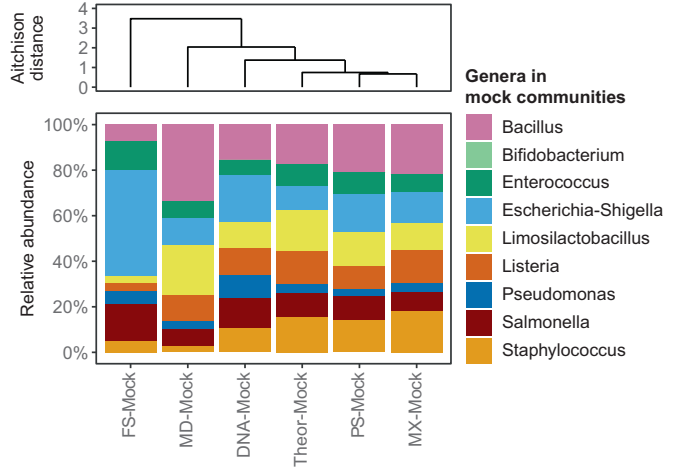 Aitchison
distance
4
3
2
1
0
Relative abundance
100%
80%
60%
40%
20%
0%
FS-Mock
MD-Mock
DNA-Mock
Theor-Mock
PS-Mock
MX-Mock
Genera in
mock communities
Bacillus
Bifidobacterium
Enterococcus
Escherichia-Shigella
Limosilactobacillus
Listeria
Pseudomonas
Salmonella
Staphylococcus